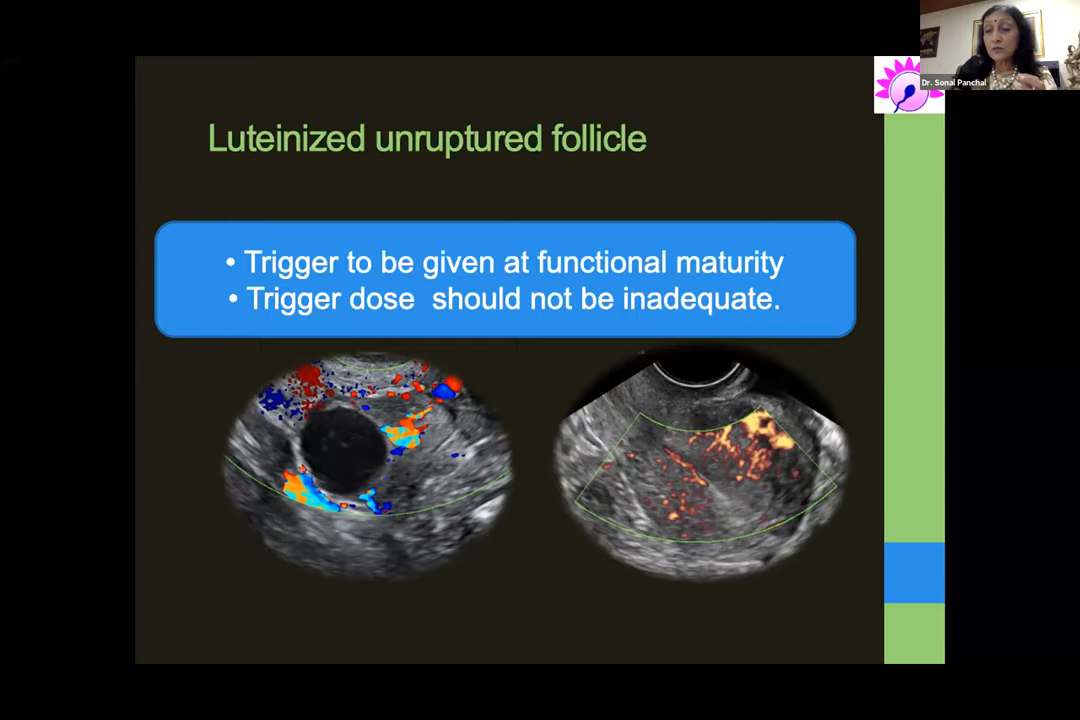 Dr. Sonal Panchal
Luteinized unruptured follicle
• Trigger to be given at functional maturity
• Trigger dose should not be inadequate.